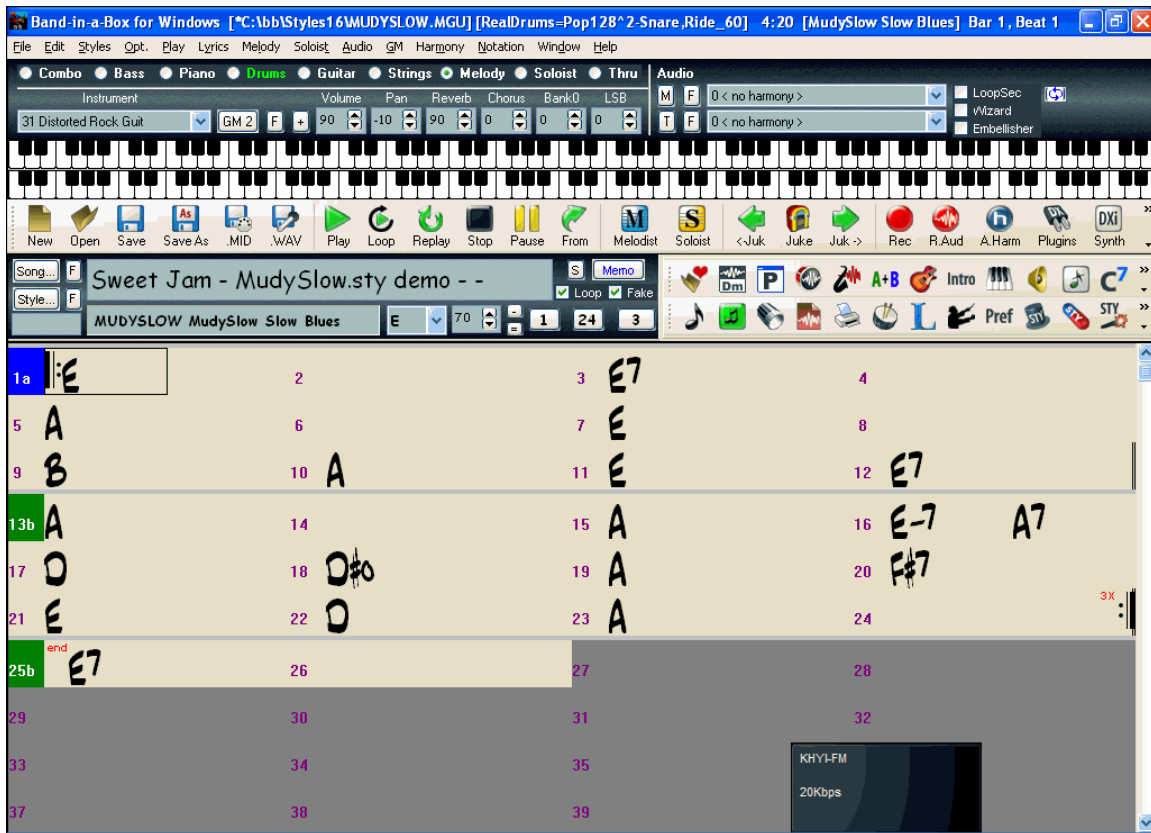 Band-in-a-Box for Windows [*C:\bb\Styles16\MUDYSLOW.MGU] [RealDrums=Pop128^2-Snare,Ride_60] 4:20 [MudySlow Slow Blues] Bar 1, Beat 1
File Edit Styles Opt. Play Lyrics Melody Soloist Audio GM Harmony Notation Window Help
Combo Bass Piano Drums Guitar Strings Melody Soloist Thru Audio
Instrument Volume Pan Reverb Chorus Bank0 LSB M F 0 < no harmony > LoopSec
Wizard
31 Distorted Rock Guit GM 2 F + 90 -10 90 0 0 0 T F 0 < no harmony > Embellisher
New Open Save Save As .MID .WAV Play Loop Replay Stop Pause From Melodist Soloist <-Juk Juke Juk -> Rec R.Aud A.Harm Plugins Synth
Song... F Sweet Jam - MudySlow.sty demo - - S Memo
Loop Fake
Style... F
MUDYSLOW MudySlow Slow Blues E 70 - = 1 24 3
Dm P A+B Intro C7
L Pref STY
1a E 2 3 E7 4
5 A 6 7 E 8
9 B 10 A 11 E 12 E7
13b A 14 15 A 16 E-7 A7
17 D 18 D#o 19 A 20 F#7
21 E 22 D 23 A 24 3X
end
25b E7 26 27 28
29 30 31 32
33 34 35
37 38 39
KHYI-FM
20Kbps